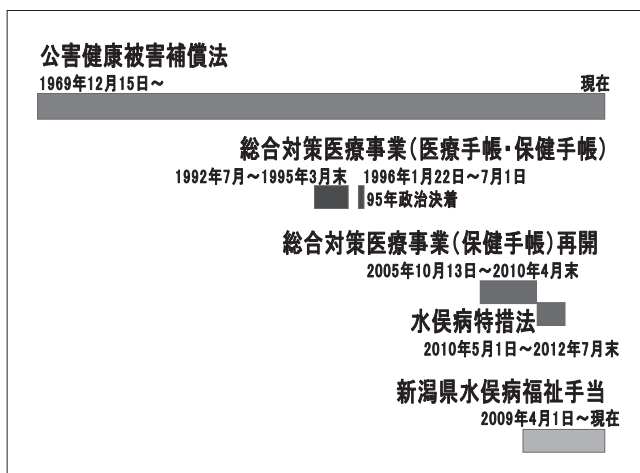 公害健康被害補償法
1969年12月15日～ 現在
総合対策医療事業（医療手帳・保健手帳）
1992年7月～1995年3月末 1996年1月22日～7月1日
95年政治決着
総合対策医療事業（保健手帳）再開
2005年10月13日～2010年4月末
水俣病特措法
2010年5月1日～2012年7月末
新潟県水俣病福祉手当
2009年4月1日～現在